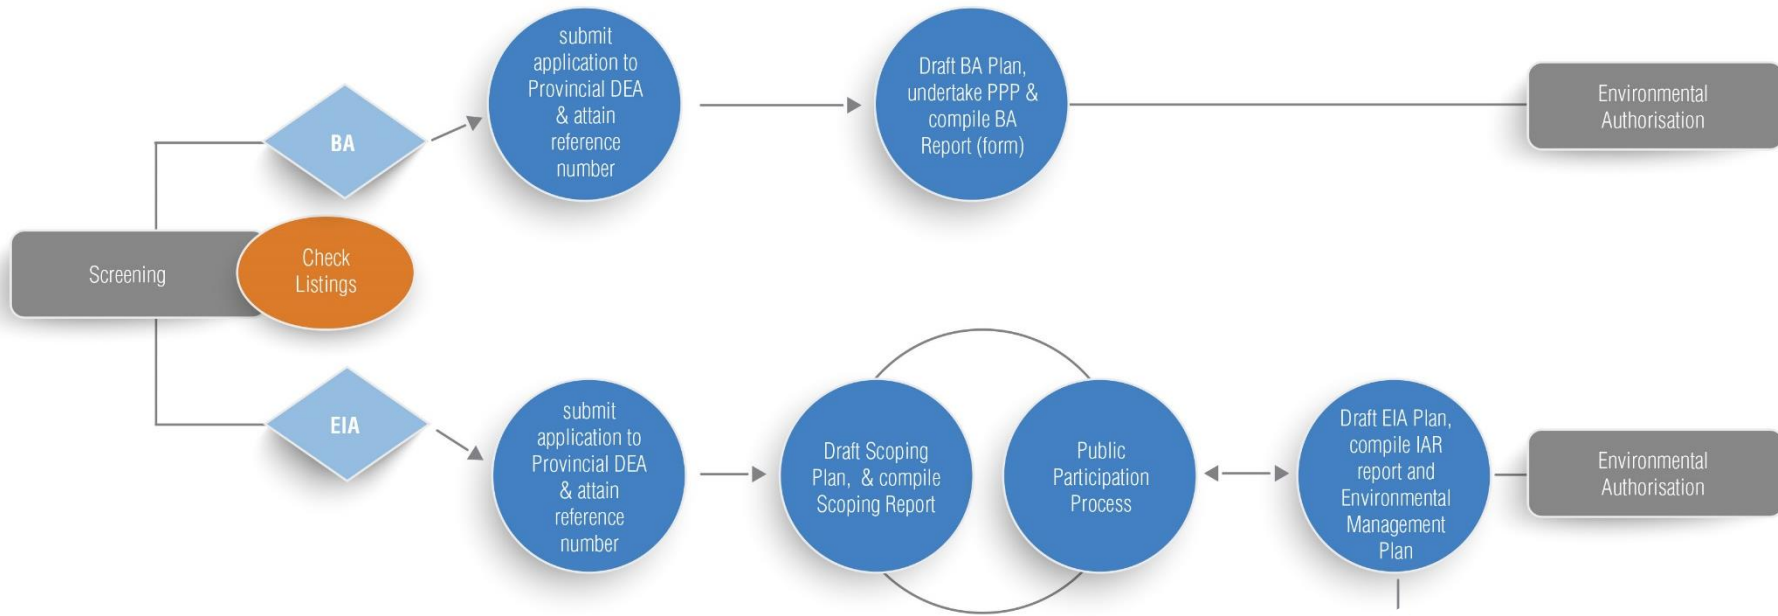 BA
submit
application to
Provincial DEA
& attain
reference
number
Draft BA Plan,
undertake PPP &
compile BA
Report (form)
Environmental
Authorisation
Screening
Check
Listings
EIA
submit
application to
Provincial DEA
& attain
reference
number
Draft Scoping
Plan, & compile
Scoping Report
Public
Participation
Process
Draft EIA Plan,
compile IAR
report and
Environmental
Management
Plan
Environmental
Authorisation